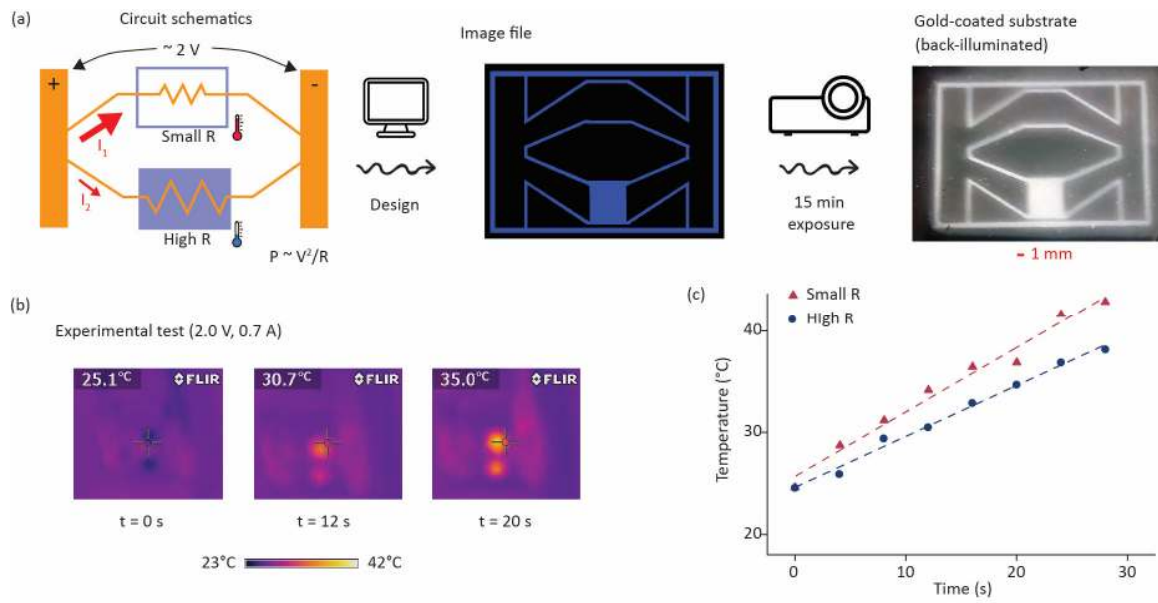 (a)
Circuit schematics
~ 2 V
+
-
Small R
I₁
I₂
High R
P ~ V²/R
Design
Image file
15 min
exposure
Gold-coated substrate
(back-illuminated)
- 1 mm
(b)
Experimental test (2.0 V, 0.7 A)
25.1°C
FLIR
30.7°C
FLIR
35.0°C
FLIR
t = 0 s
t = 12 s
t = 20 s
23°C
42°C
(c)
Small R
HIgh R
Temperature (°C)
40
30
20
0
10
20
30
Time (s)